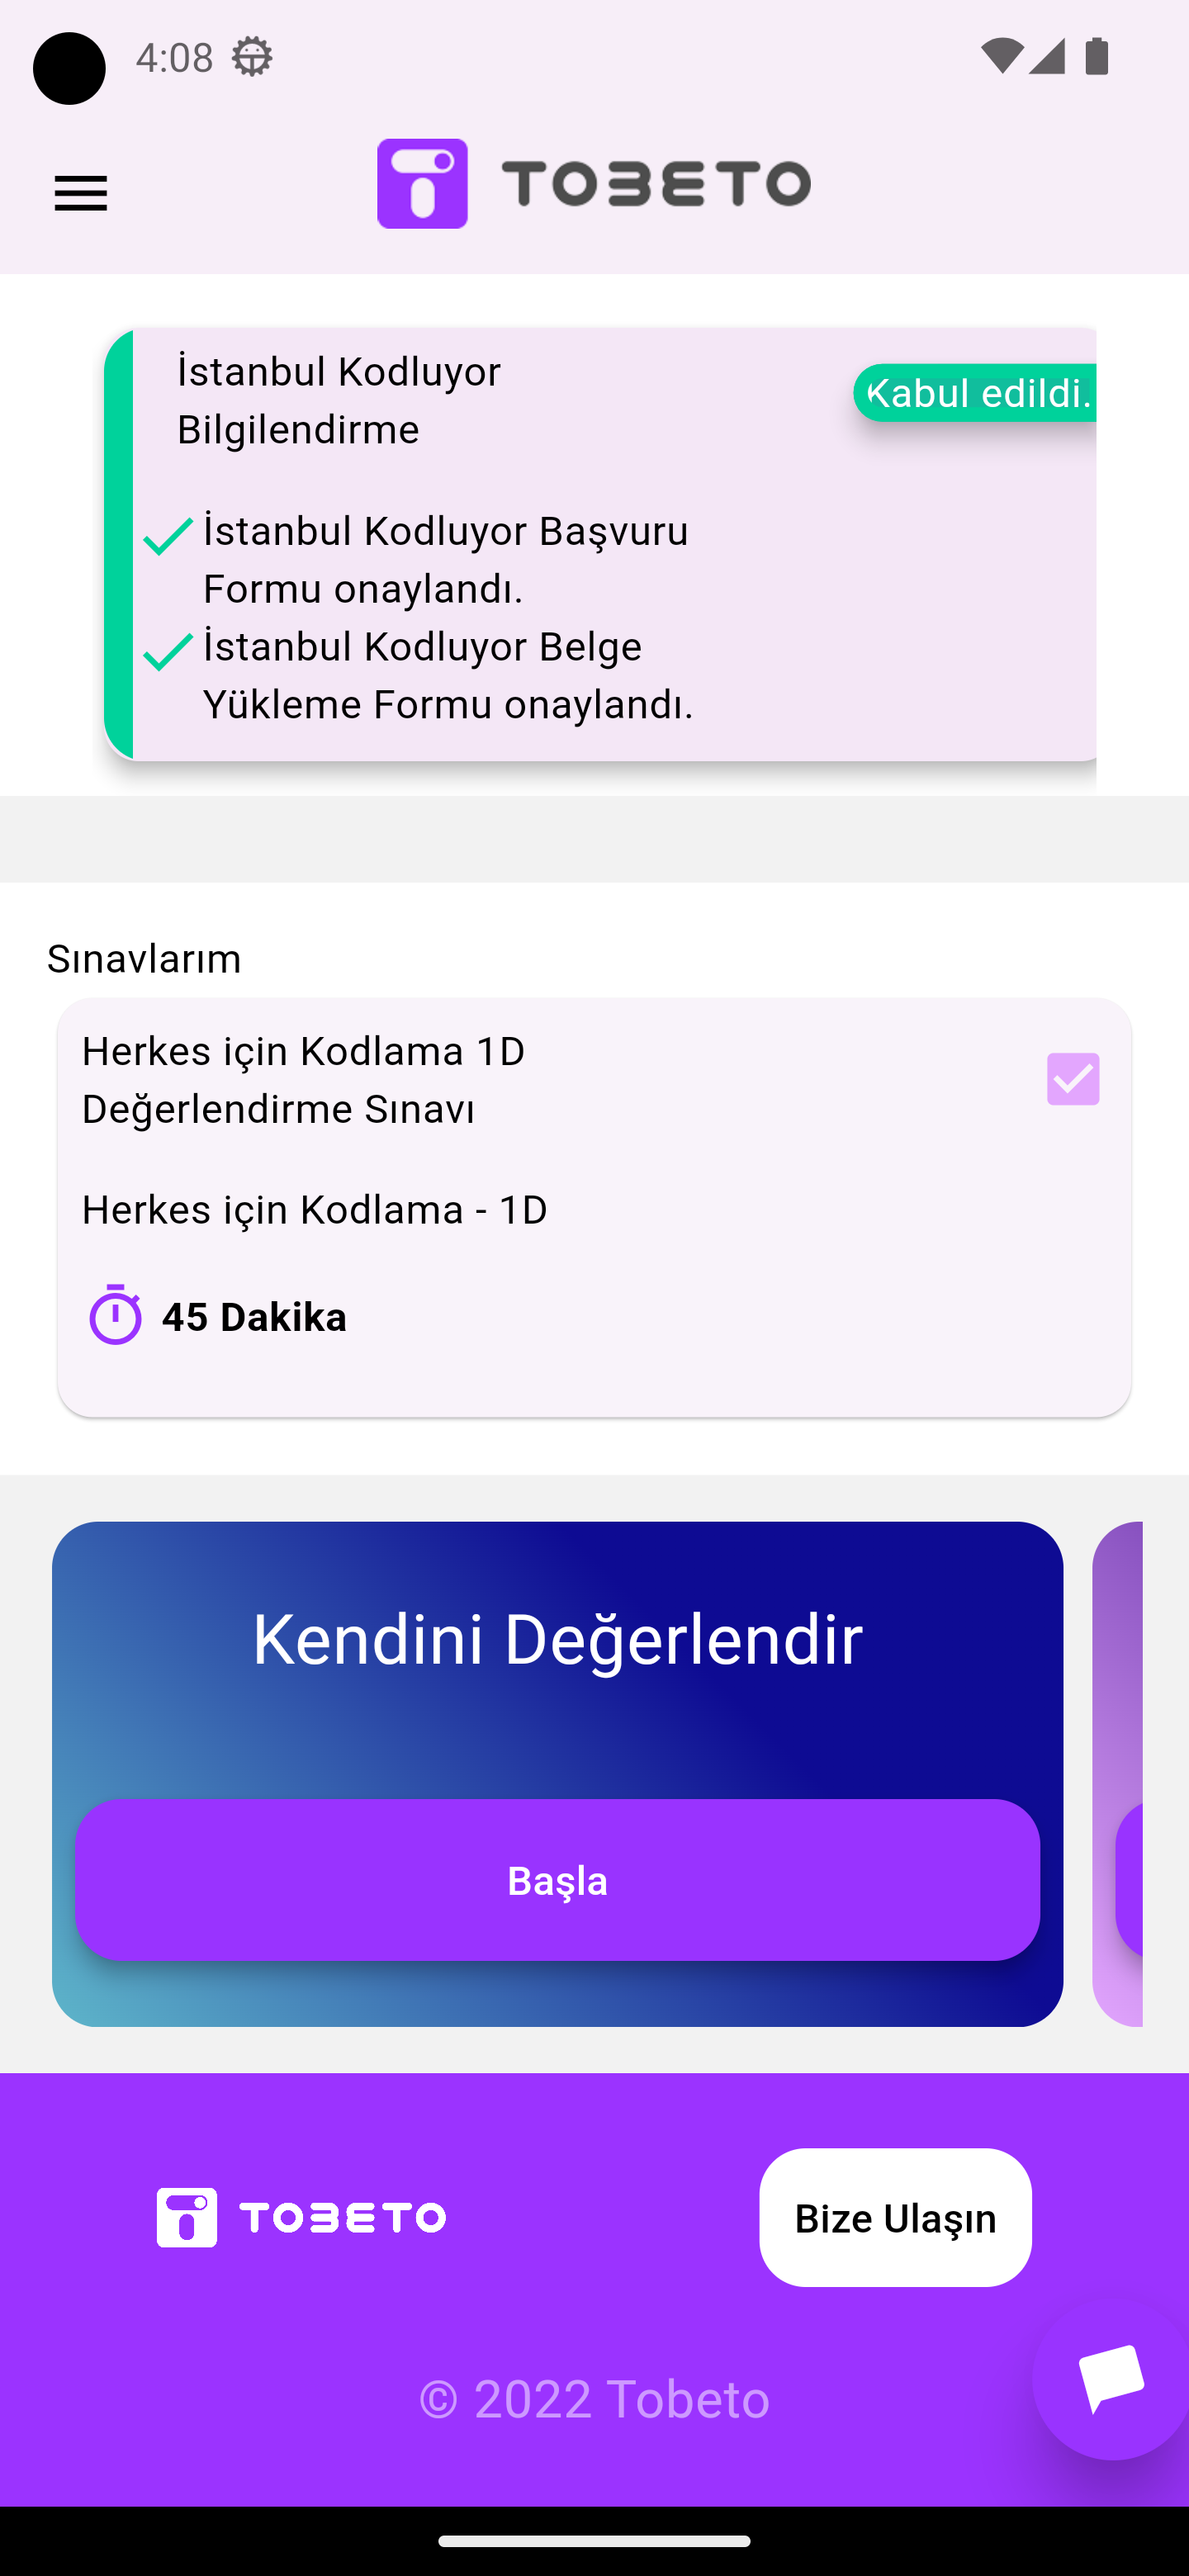 4:08
TOBETO
İstanbul Kodluyor
Bilgilendirme
Kabul edildi.
İstanbul Kodluyor Başvuru
Formu onaylandı.
İstanbul Kodluyor Belge
Yükleme Formu onaylandı.
Sınavlarım
Herkes için Kodlama 1D
Değerlendirme Sınavı
Herkes için Kodlama - 1D
45 Dakika
Kendini Değerlendir
Başla
TOBETO
Bize Ulaşın
© 2022 Tobeto